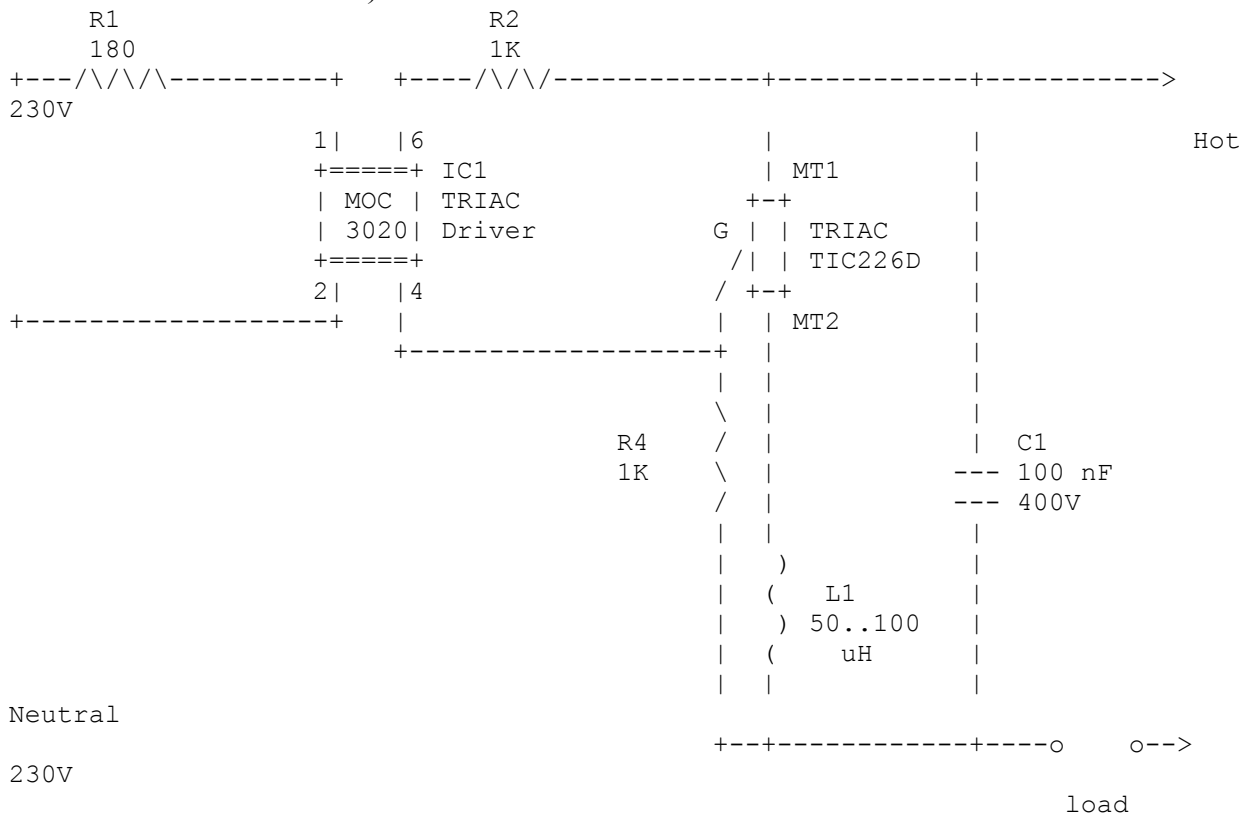 R1                     R2
180                    1K
+---/\/\/\----------+   +----/\/\/-------------+------------+----------->
230V
1|   |6                     |            |             Hot
+=====+ IC1                 | MT1        |
| MOC | TRIAC              +-+           |
| 3020| Driver           G | | TRIAC     |
+=====+                   /| | TIC226D   |
2|   |4                  / +-+           |
+-------------------+   |                   |  | MT2        |
+-------------------+  |            |
|  |            |
\  |            |
R4    /  |            |  C1
1K    \  |           --- 100 nF
/  |           --- 400V
|  |            |
|   )           |
|  (   L1       |
|   ) 50..100   |
|  (    uH      |
|  |            |
Neutral
+--+------------+----o    o-->
230V
load